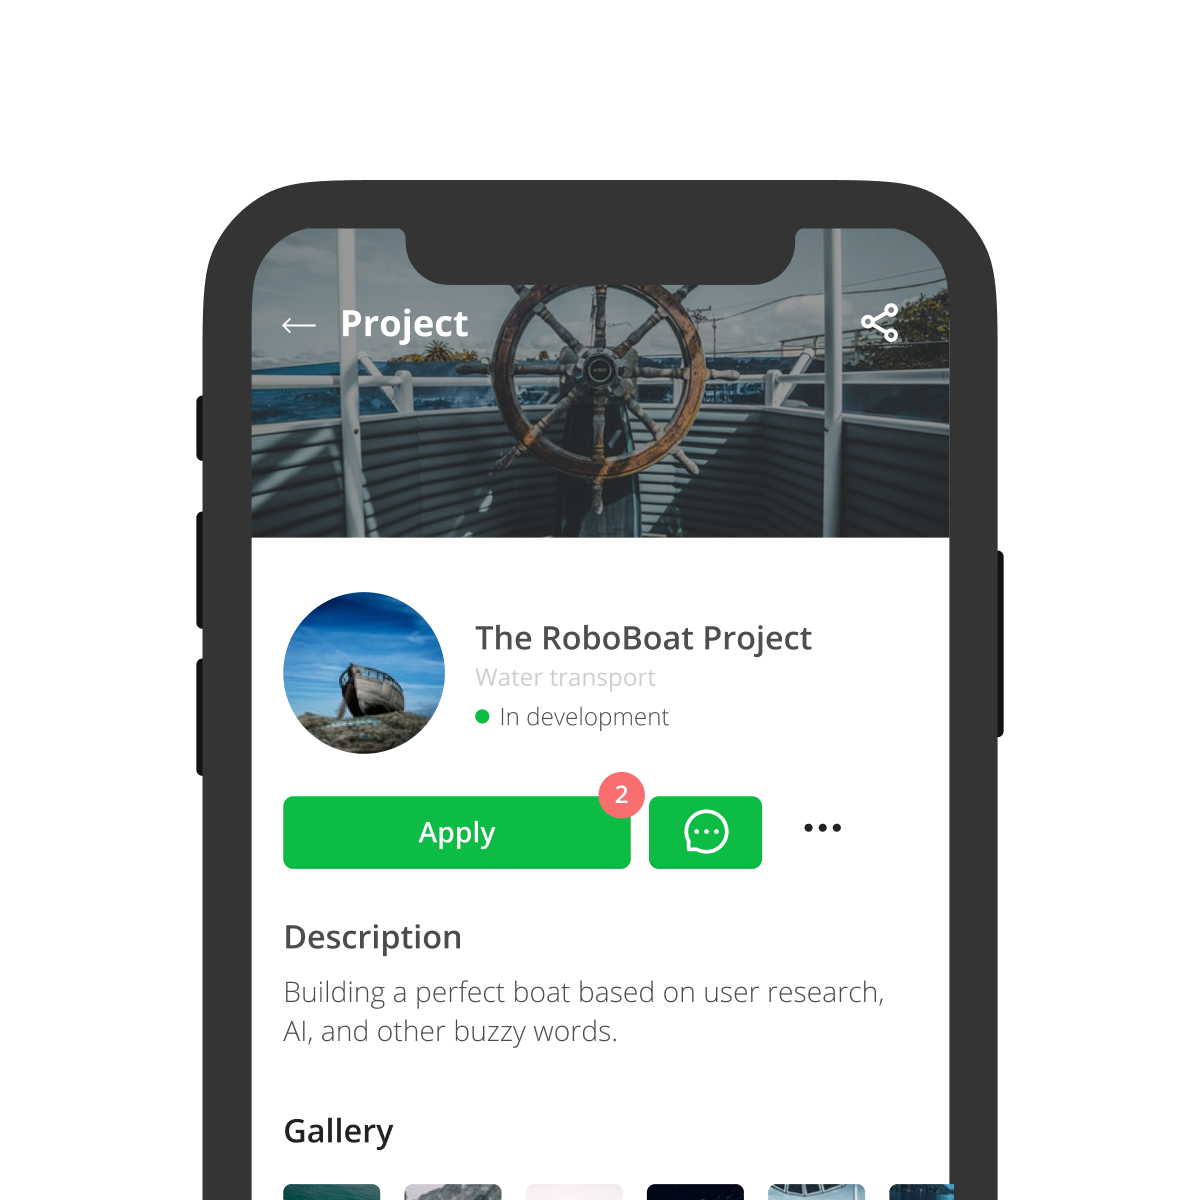 Project
The RoboBoat Project
Water transport
In development
2
Apply
Description
Building a perfect boat based on user research,
AI, and other buzzy words.
Gallery